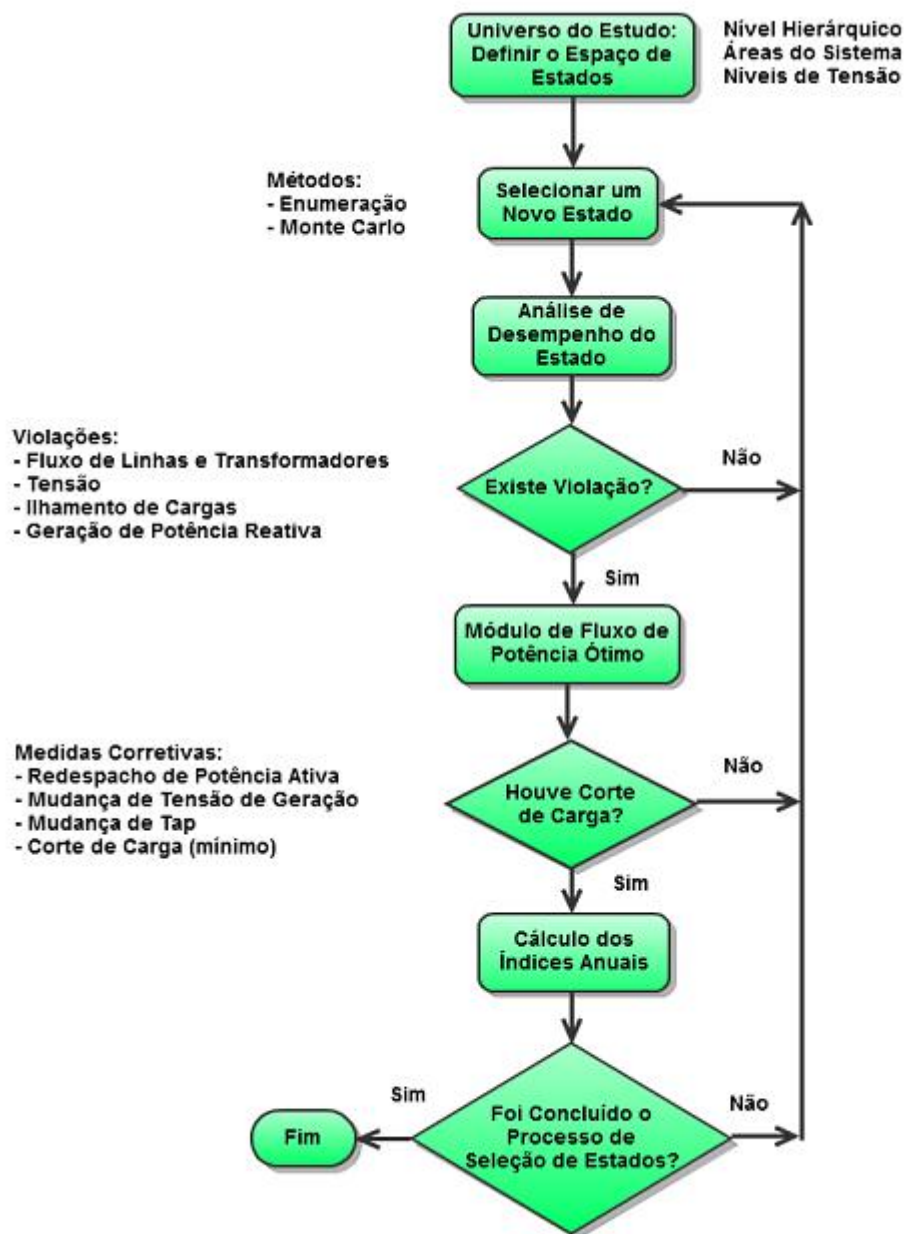 Universo do Estudo:
Definir o Espaço de
Estados
Nível Hierárquico
Áreas do Sistema
Níveis de Tensão
Métodos:
- Enumeração
- Monte Carlo
Selecionar um
Novo Estado
Análise de
Desempenho do
Estado
Violações:
- Fluxo de Linhas e Transformadores
- Tensão
- Ilhamento de Cargas
- Geração de Potência Reativa
Existe Violação?
Não
Sim
Módulo de Fluxo de
Potência Ótimo
Medidas Corretivas:
- Redespacho de Potência Ativa
- Mudança de Tensão de Geração
- Mudança de Tap
- Corte de Carga (mínimo)
Houve Corte
de Carga?
Não
Sim
Cálculo dos
Índices Anuais
Foi Concluído o
Processo de
Seleção de Estados?
Sim
Não
Fim